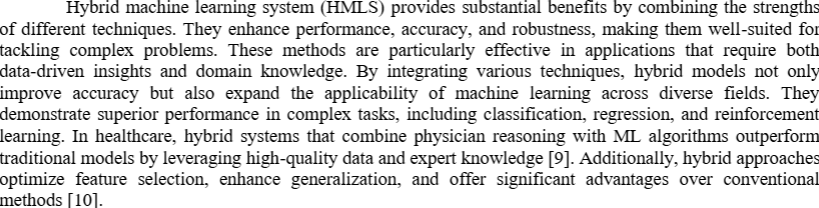 Hybrid machine learning system (HMLS) provides substantial benefits by combining the strengths
of different techniques. They enhance performance, accuracy, and robustness, making them well-suited for
tackling complex problems. These methods are particularly effective in applications that require both
data-driven insights and domain knowledge. By integrating various techniques, hybrid models not only
improve accuracy but also expand the applicability of machine learning across diverse fields. They
demonstrate superior performance in complex tasks, including classification, regression, and reinforcement
learning. In healthcare, hybrid systems that combine physician reasoning with ML algorithms outperform
traditional models by leveraging high-quality data and expert knowledge [9]. Additionally, hybrid approaches
optimize feature selection, enhance generalization, and offer significant advantages over conventional
methods [10].